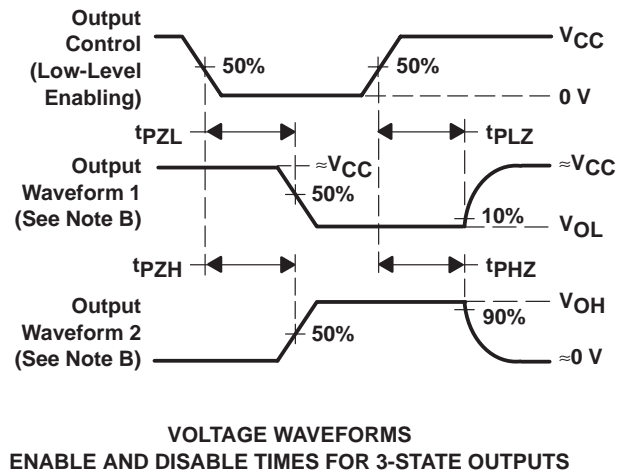 Output
Control
(Low-Level
Enabling)
50%
50%
VCC
0 V
tPZL
tPLZ
Output
Waveform 1
(See Note B)
≈VCC
50%
≈VCC
10%
VOL
tPZH
tPHZ
Output
Waveform 2
(See Note B)
50%
VOH
90%
≈0 V
VOLTAGE WAVEFORMS
ENABLE AND DISABLE TIMES FOR 3-STATE OUTPUTS